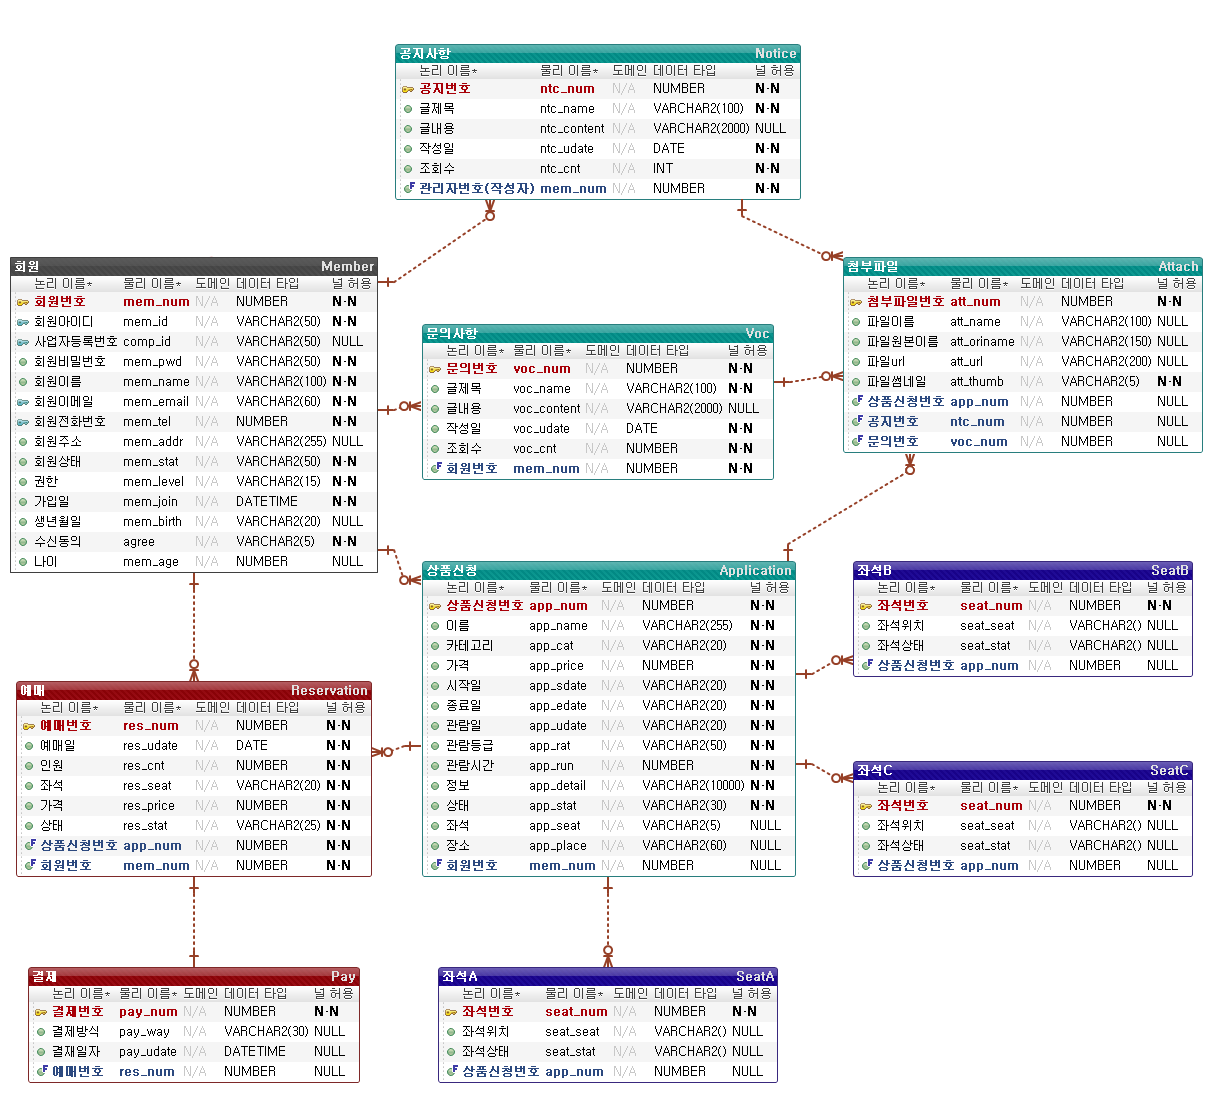 공지사항 Notice
논리 이름* 물리 이름* 도메인 데이터 타입 널 허용
공지번호 ntc_num N/A NUMBER N-N
글제목 ntc_name N/A VARCHAR2(100) N-N
글내용 ntc_content N/A VARCHAR2(2000) NULL
작성일 ntc_udate N/A DATE N-N
조회수 ntc_cnt N/A INT N-N
관리자번호(작성자) mem_num N/A NUMBER N-N
회원 Member
논리 이름* 물리 이름* 도메인 데이터 타입 널 허용
회원번호 mem_num N/A NUMBER N-N
회원아이디 mem_id N/A VARCHAR2(50) N-N
사업자등록번호 comp_id N/A VARCHAR2(50) NULL
회원비밀번호 mem_pwd N/A VARCHAR2(50) N-N
회원이름 mem_name N/A VARCHAR2(100) N-N
회원이메일 mem_email N/A VARCHAR2(60) N-N
회원전화번호 mem_tel N/A NUMBER N-N
회원주소 mem_addr N/A VARCHAR2(255) NULL
회원상태 mem_stat N/A VARCHAR2(50) N-N
권한 mem_level N/A VARCHAR2(15) N-N
가입일 mem_join N/A DATETIME N-N
생년월일 mem_birth N/A VARCHAR2(20) NULL
수신동의 agree N/A VARCHAR2(5) N-N
나이 mem_age N/A NUMBER NULL
문의사항 Voc
논리 이름* 물리 이름* 도메인 데이터 타입 널 허용
문의번호 voc_num N/A NUMBER N-N
글제목 voc_name N/A VARCHAR2(100) N-N
글내용 voc_content N/A VARCHAR2(2000) NULL
작성일 voc_udate N/A DATE N-N
조회수 voc_cnt N/A NUMBER N-N
회원번호 mem_num N/A NUMBER N-N
첨부파일 Attach
논리 이름* 물리 이름* 도메인 데이터 타입 널 허용
첨부파일번호 att_num N/A NUMBER N-N
파일이름 att_name N/A VARCHAR2(100) NULL
파일원본이름 att_oriname N/A VARCHAR2(150) NULL
파일url att_url N/A VARCHAR2(200) NULL
파일썸네일 att_thumb N/A VARCHAR2(5) N-N
상품신청번호 app_num N/A NUMBER NULL
공지번호 ntc_num N/A NUMBER NULL
문의번호 voc_num N/A NUMBER NULL
상품신청 Application
논리 이름* 물리 이름* 도메인 데이터 타입 널 허용
상품신청번호 app_num N/A NUMBER N-N
이름 app_name N/A VARCHAR2(255) N-N
카테고리 app_cat N/A VARCHAR2(20) N-N
가격 app_price N/A NUMBER N-N
시작일 app_sdate N/A VARCHAR2(20) N-N
종료일 app_edate N/A VARCHAR2(20) N-N
관람일 app_udate N/A VARCHAR2(20) N-N
관람등급 app_rat N/A VARCHAR2(50) N-N
관람시간 app_run N/A NUMBER N-N
정보 app_detail N/A VARCHAR2(10000) N-N
상태 app_stat N/A VARCHAR2(30) N-N
좌석 app_seat N/A VARCHAR2(5) NULL
장소 app_place N/A VARCHAR2(60) NULL
회원번호 mem_num N/A NUMBER NULL
좌석B SeatB
논리 이름* 물리 이름* 도메인 데이터 타입 널 허용
좌석번호 seat_num N/A NUMBER N-N
좌석위치 seat_seat N/A VARCHAR2() NULL
좌석상태 seat_stat N/A VARCHAR2() NULL
상품신청번호 app_num N/A NUMBER NULL
예매 Reservation
논리 이름* 물리 이름* 도메인 데이터 타입 널 허용
예매번호 res_num N/A NUMBER N-N
예매일 res_udate N/A DATE N-N
인원 res_cnt N/A NUMBER N-N
좌석 res_seat N/A VARCHAR2(20) N-N
가격 res_price N/A NUMBER N-N
상태 res_stat N/A VARCHAR2(25) N-N
상품신청번호 app_num N/A NUMBER N-N
회원번호 mem_num N/A NUMBER N-N
좌석C SeatC
논리 이름* 물리 이름* 도메인 데이터 타입 널 허용
좌석번호 seat_num N/A NUMBER N-N
좌석위치 seat_seat N/A VARCHAR2() NULL
좌석상태 seat_stat N/A VARCHAR2() NULL
상품신청번호 app_num N/A NUMBER NULL
결제 Pay
논리 이름* 물리 이름* 도메인 데이터 타입 널 허용
결제번호 pay_num N/A NUMBER N-N
결제방식 pay_way N/A VARCHAR2(30) NULL
결제일자 pay_udate N/A DATETIME NULL
예매번호 res_num N/A NUMBER NULL
좌석A SeatA
논리 이름* 물리 이름* 도메인 데이터 타입 널 허용
좌석번호 seat_num N/A NUMBER N-N
좌석위치 seat_seat N/A VARCHAR2() NULL
좌석상태 seat_stat N/A VARCHAR2() NULL
상품신청번호 app_num N/A NUMBER NULL